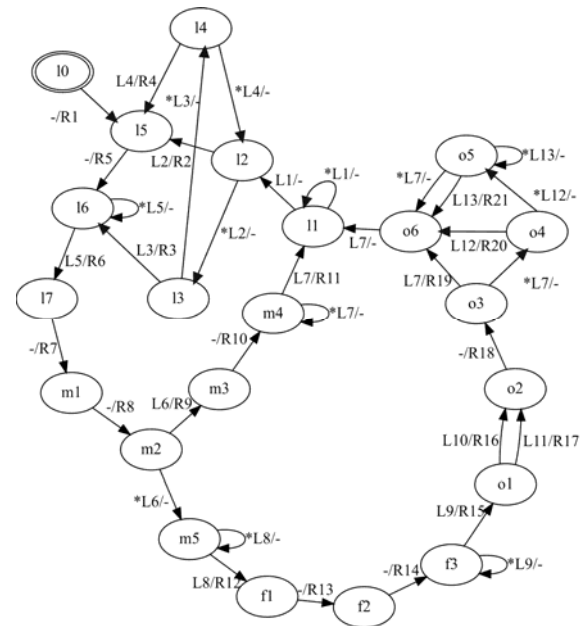 l4
l0
L4/R4
*L3/-
*L4/-
-/R1
l5
L2/R2
l2
o5
*L13/-
-/R5
L1/-
*L1/-
*L7/-
L13/R21
*L12/-
l6
*L5/-
*L2/-
l1
L7/-
o6
L12/R20
o4
L5/R6
L3/R3
L7/R11
L7/R19
*L7/-
l7
l3
m4
*L7/-
o3
-/R7
-/R10
-/R18
m1
m3
o2
-/R8
L6/R9
m2
L10/R16
L11/R17
*L6/-
o1
L9/R15
m5
*L8/-
f3
*L9/-
L8/R12
-/R13
-/R14
f1
f2